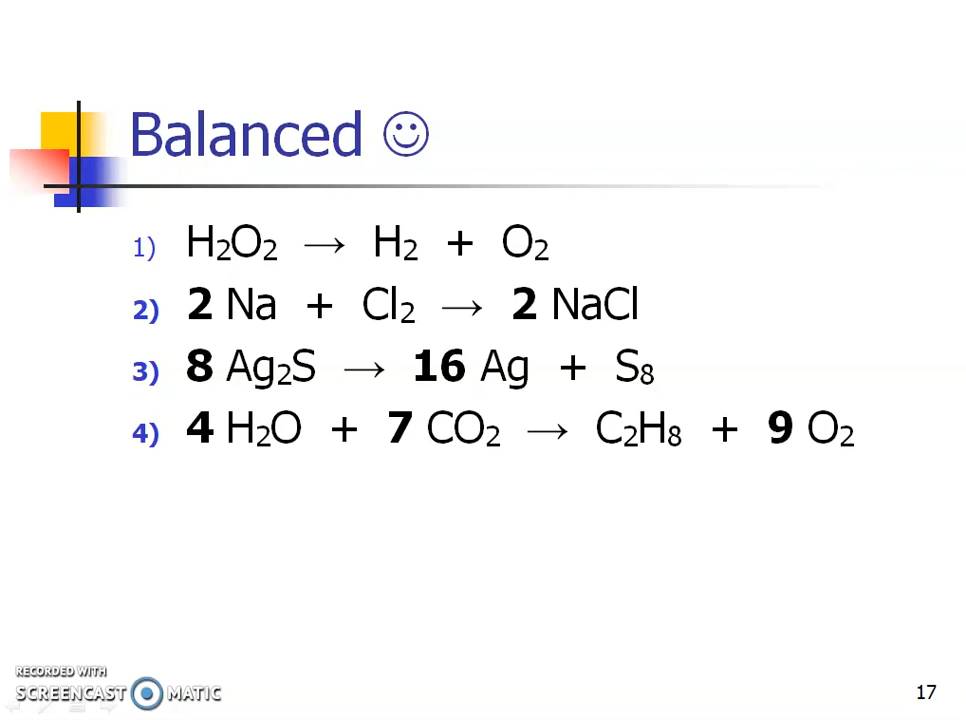 Balanced ☺
1) H₂O₂ → H₂ + O₂
2) 2 Na + Cl₂ → 2 NaCl
3) 8 Ag₂S → 16 Ag + S₈
4) 4 H₂O + 7 CO₂ → C₂H₈ + 9 O₂
RECORDED WITH
SCREENCAST MATIC
17